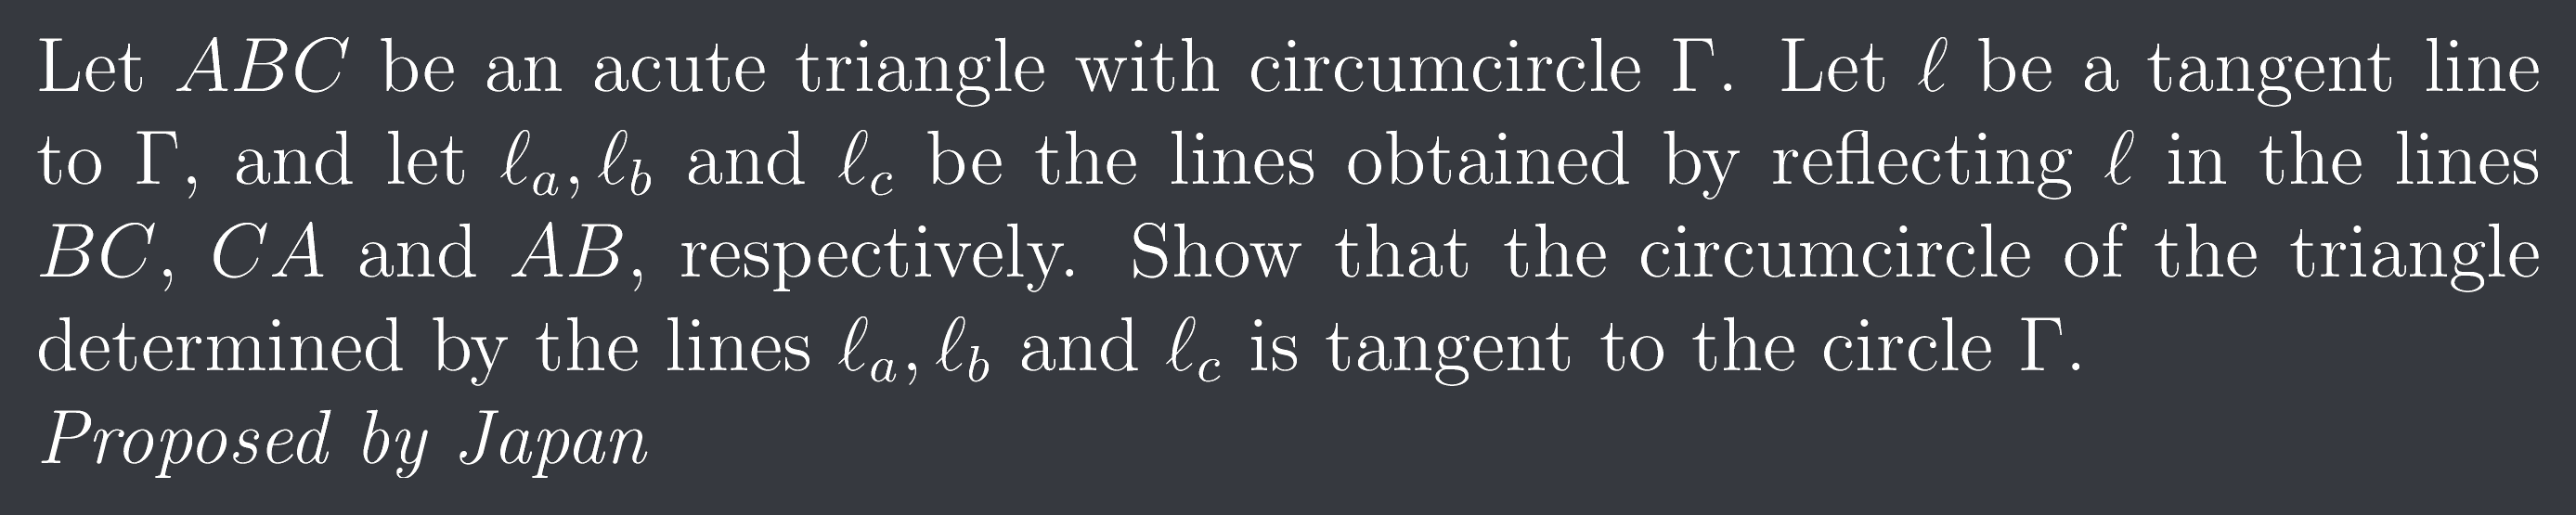 Let ABC be an acute triangle with circumcircle Γ. Let ℓ be a tangent line
to Γ, and let ℓ_a, ℓ_b and ℓ_c be the lines obtained by reflecting ℓ in the lines
BC, CA and AB, respectively. Show that the circumcircle of the triangle
determined by the lines ℓ_a, ℓ_b and ℓ_c is tangent to the circle Γ.
Proposed by Japan